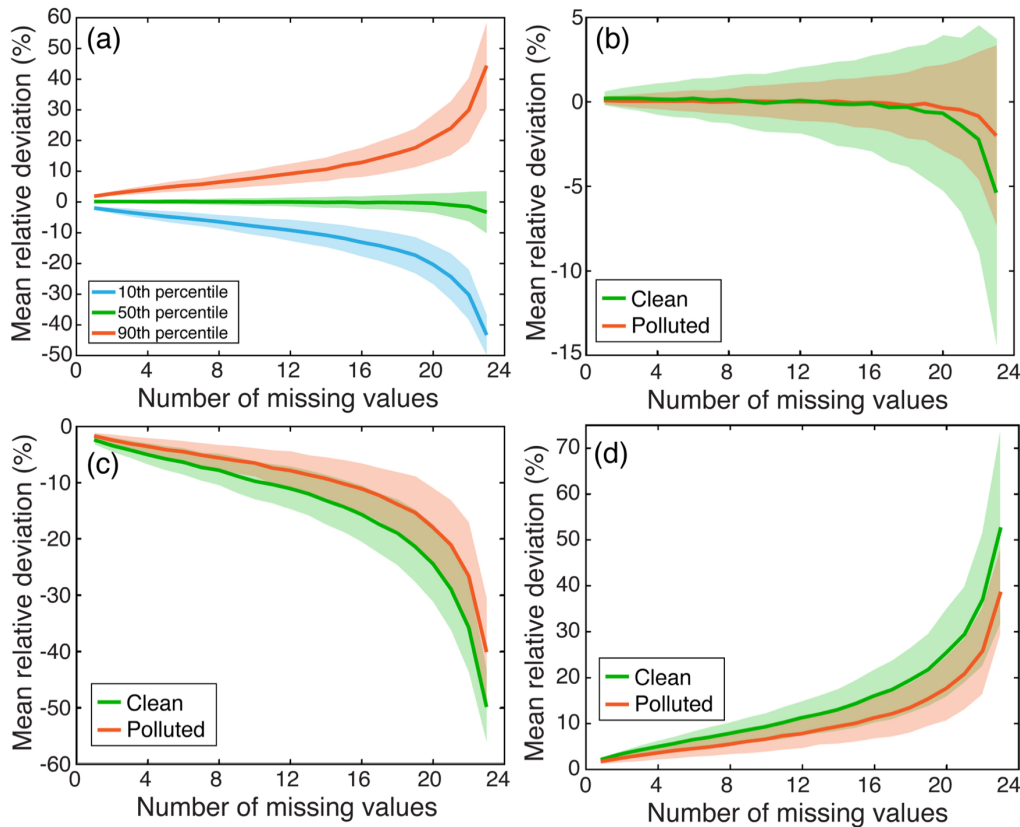 (a)
Mean relative deviation (%)
60
50
40
30
20
10
0
-10
-20
-30
-40
-50
10th percentile
50th percentile
90th percentile
0 4 8 12 16 20 24
Number of missing values
(b)
Mean relative deviation (%)
5
0
-5
-10
-15
Clean
Polluted
0 4 8 12 16 20 24
Number of missing values
(c)
Mean relative deviation (%)
0
-10
-20
-30
-40
-50
-60
Clean
Polluted
0 4 8 12 16 20 24
Number of missing values
(d)
Mean relative deviation (%)
70
60
50
40
30
20
10
0
Clean
Polluted
0 4 8 12 16 20 24
Number of missing values